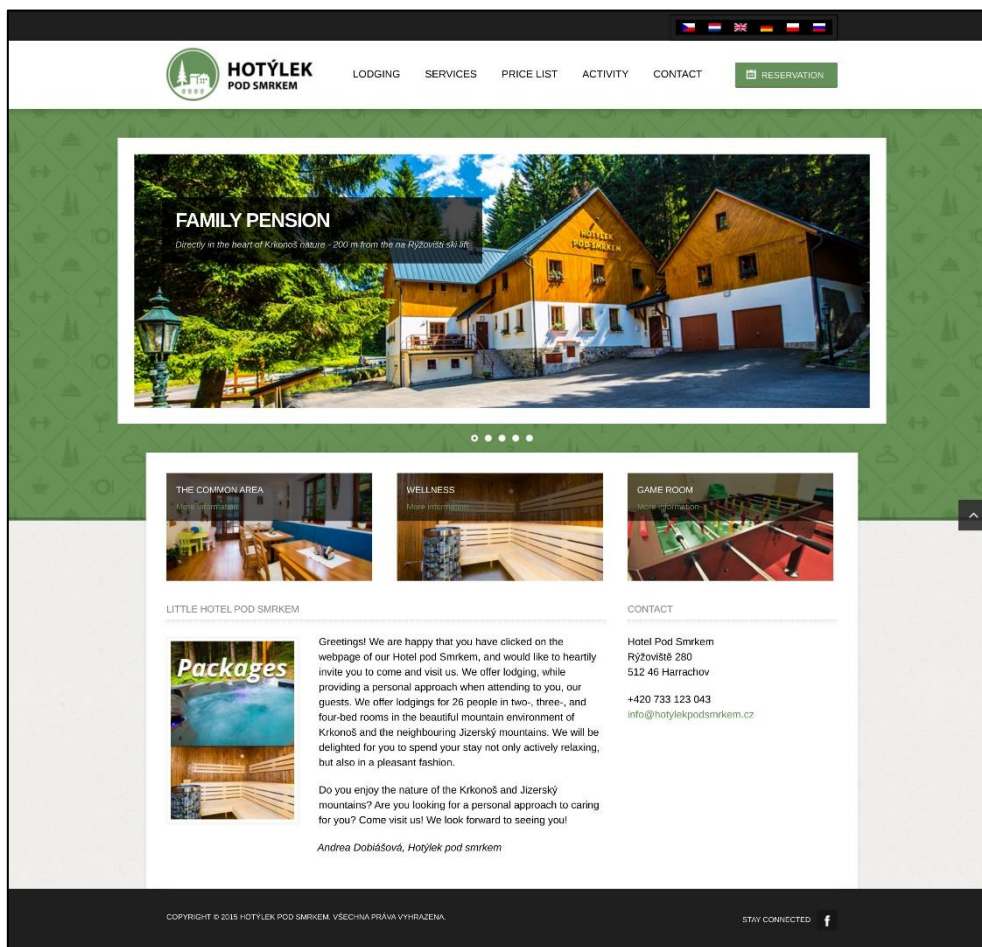 HOTÝLEK
POD SMRKEM
LODGING
SERVICES
PRICE LIST
ACTIVITY
CONTACT
RESERVATION
FAMILY PENSION
Directly in the heart of Krkonoš nature - 200 m from the na Rýžovišti ski lift
HOTÝLEK
POD SMRKEM
THE COMMON AREA
More information
WELLNESS
More information
GAME ROOM
More information
LITTLE HOTEL POD SMRKEM
Packages
Greetings! We are happy that you have clicked on the
webpage of our Hotel pod Smrkem, and would like to heartily
invite you to come and visit us. We offer lodging, while
providing a personal approach when attending to you, our
guests. We offer lodgings for 26 people in two-, three-, and
four-bed rooms in the beautiful mountain environment of
Krkonoš and the neighbouring Jizerský mountains. We will be
delighted for you to spend your stay not only actively relaxing,
but also in a pleasant fashion.
Do you enjoy the nature of the Krkonoš and Jizerský
mountains? Are you looking for a personal approach to caring
for you? Come visit us! We look forward to seeing you!
Andrea Dobiášová, Hotýlek pod smrkem
CONTACT
Hotel Pod Smrkem
Rýžoviště 280
512 46 Harrachov
+420 733 123 043
info@hotylekpodsmrkem.cz
COPYRIGHT © 2015 HOTÝLEK POD SMRKEM. VŠECHNA PRÁVA VYHRAZENA.
STAY CONNECTED